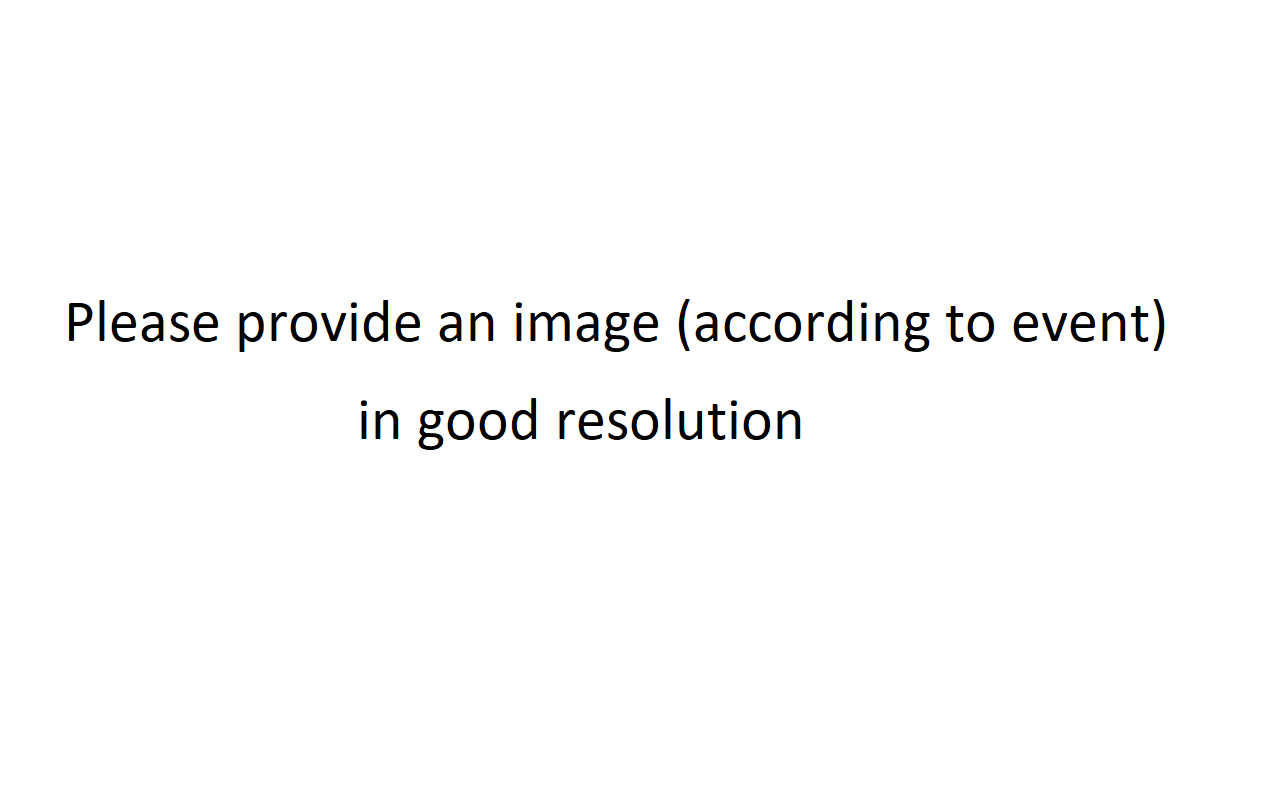 Please provide an image (according to event)
in good resolution